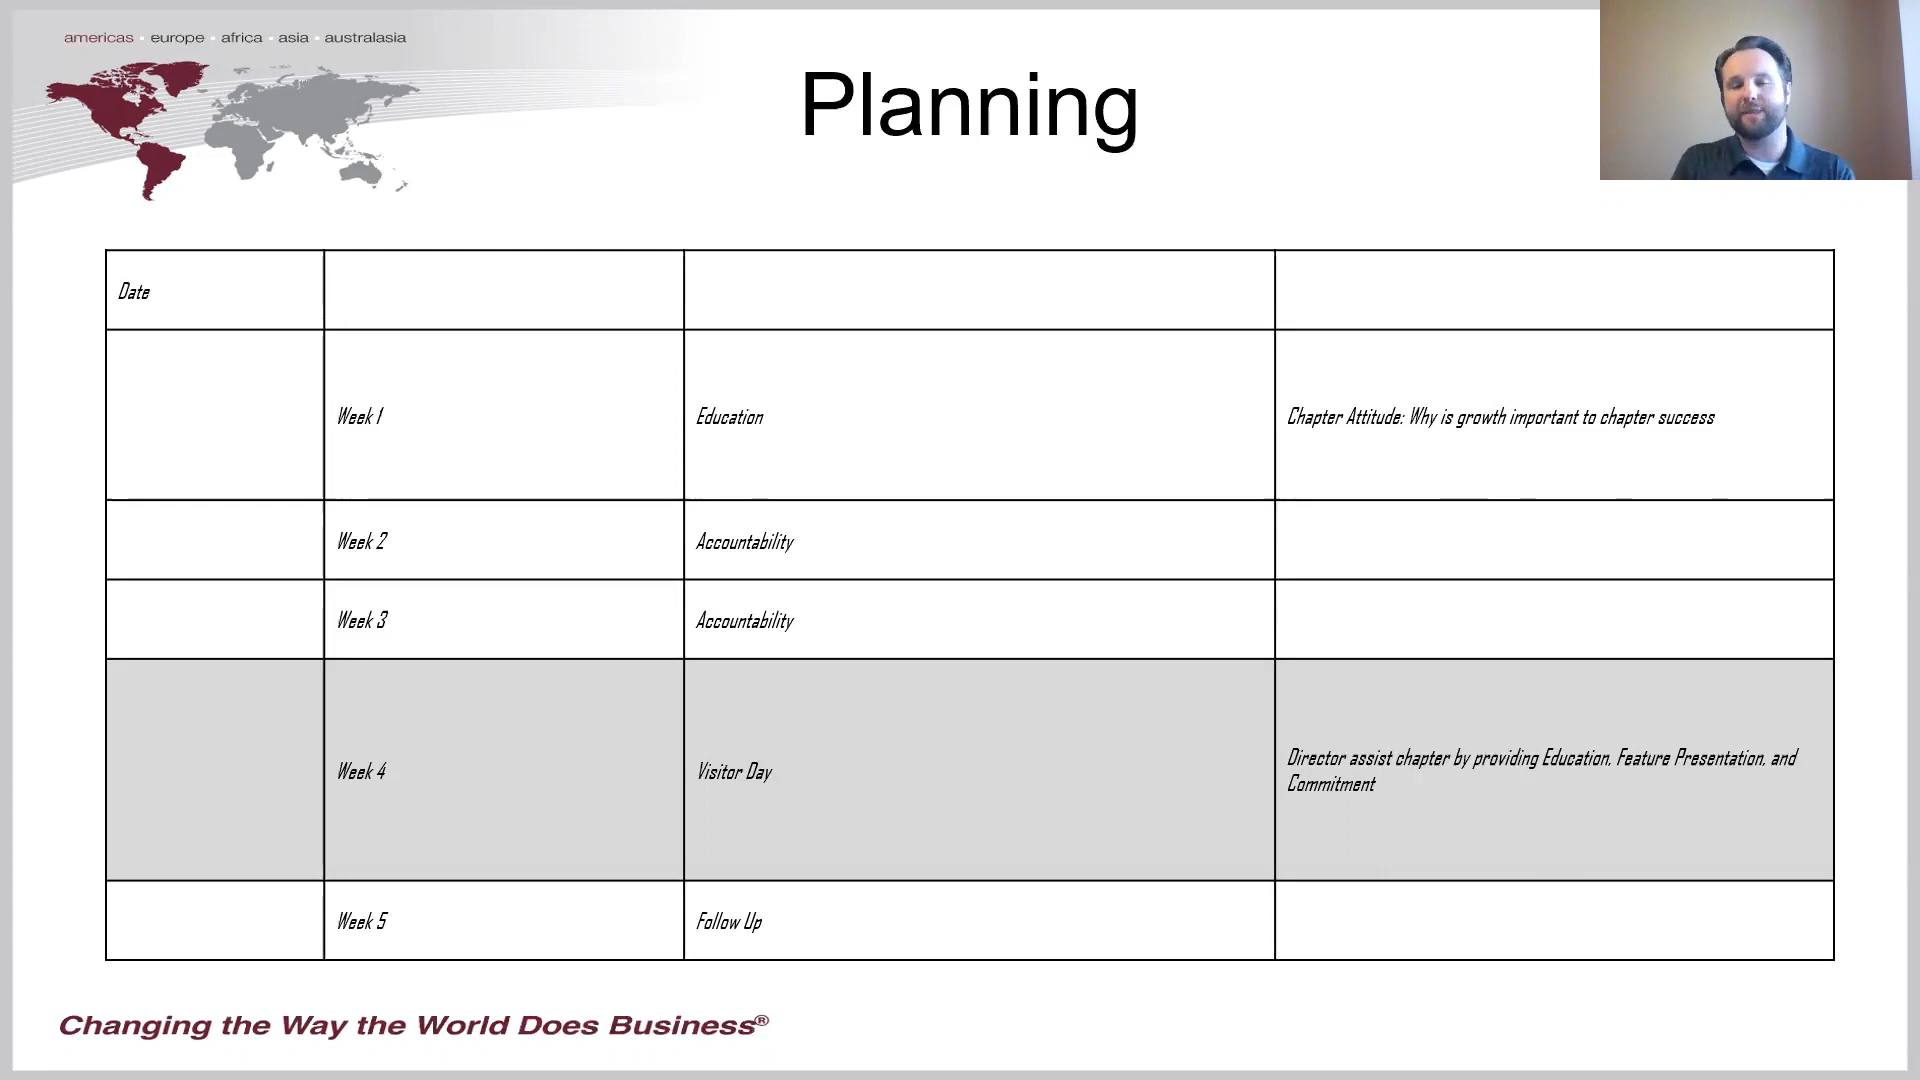 americas • europe • africa • asia • australasia
Planning
Date
Week 1 Education Chapter Attitude: Why is growth important to chapter success
Week 2 Accountability
Week 3 Accountability
Week 4 Visitor Day Director assist chapter by providing Education, Feature Presentation, and
Commitment
Week 5 Follow Up
Changing the Way the World Does Business®